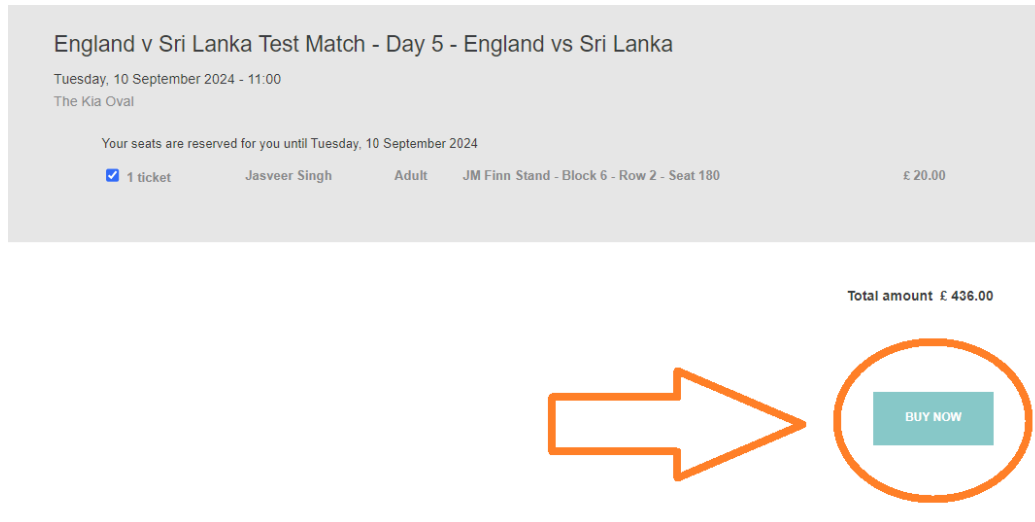 England v Sri Lanka Test Match - Day 5 - England vs Sri Lanka
Tuesday, 10 September 2024 - 11:00
The Kia Oval
Your seats are reserved for you until Tuesday, 10 September 2024
1 ticket Jasveer Singh Adult JM Finn Stand - Block 6 - Row 2 - Seat 180 £ 20.00
Total amount £ 436.00
BUY NOW